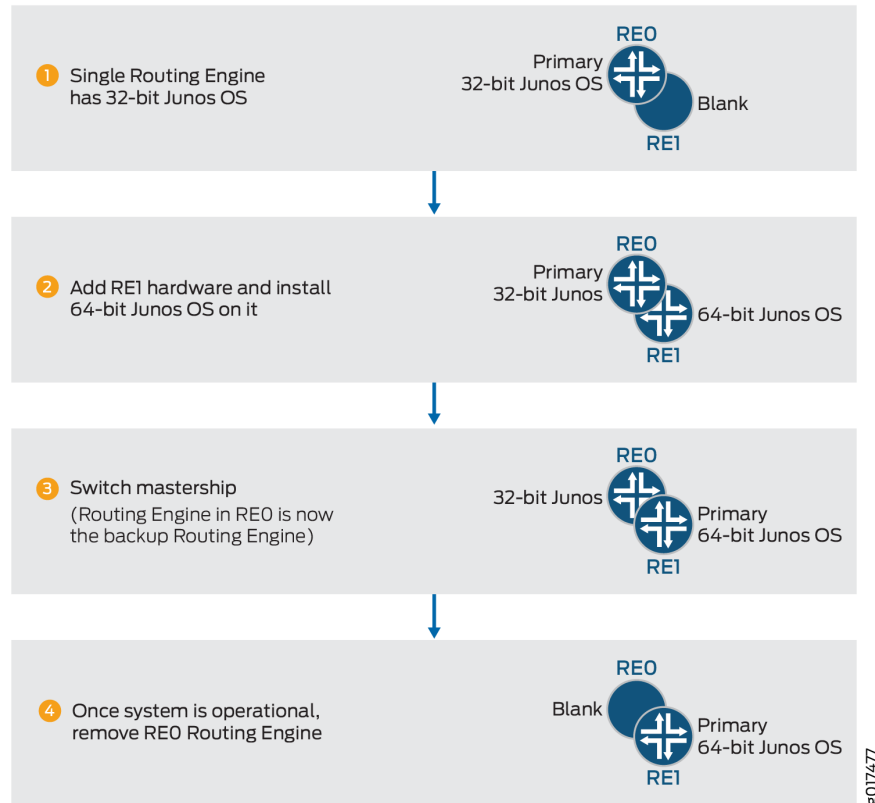 1 Single Routing Engine
has 32-bit Junos OS
RE0
Primary
32-bit Junos OS
Blank
RE1
2 Add RE1 hardware and install
64-bit Junos OS on it
RE0
Primary
32-bit Junos
64-bit Junos OS
RE1
3 Switch mastership
(Routing Engine in RE0 is now
the backup Routing Engine)
RE0
32-bit Junos
Primary
64-bit Junos OS
RE1
4 Once system is operational,
remove RE0 Routing Engine
RE0
Blank
Primary
64-bit Junos OS
RE1
g017477